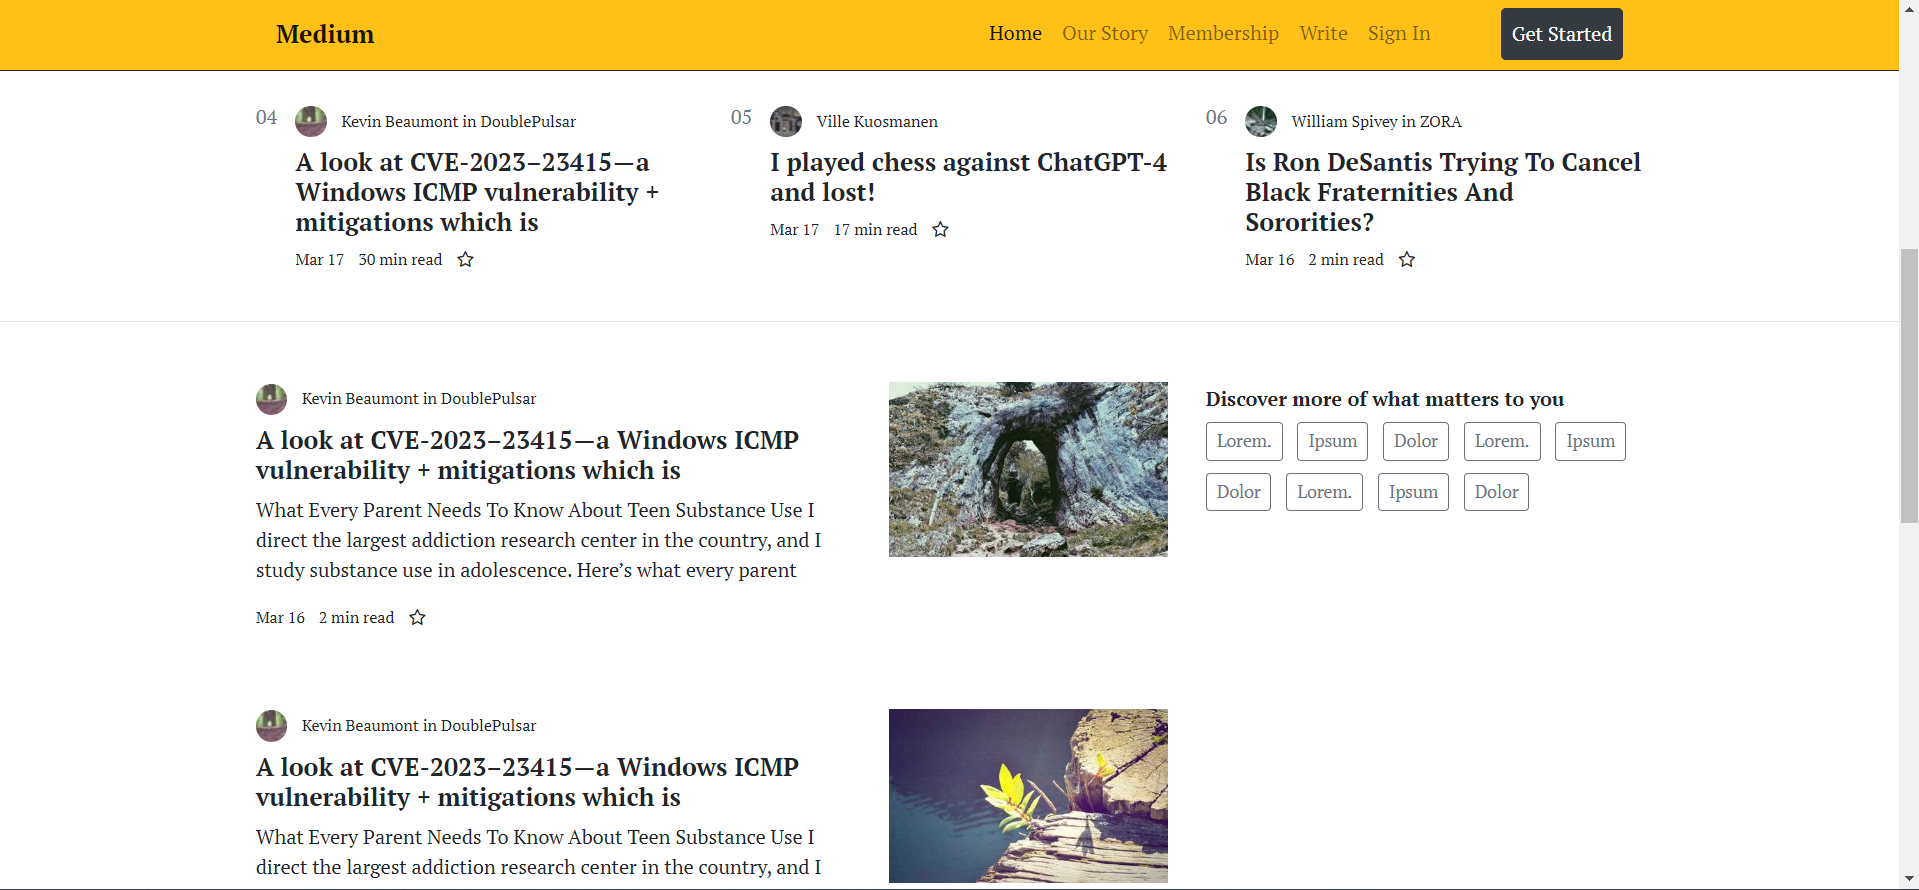 Medium
Home Our Story Membership Write Sign In Get Started
04 Kevin Beaumont in DoublePulsar
A look at CVE-2023–23415—a
Windows ICMP vulnerability +
mitigations which is
Mar 17 30 min read
05 Ville Kuosmanen
I played chess against ChatGPT-4
and lost!
Mar 17 17 min read
06 William Spivey in ZORA
Is Ron DeSantis Trying To Cancel
Black Fraternities And
Sororities?
Mar 16 2 min read
Kevin Beaumont in DoublePulsar
A look at CVE-2023–23415—a Windows ICMP
vulnerability + mitigations which is
What Every Parent Needs To Know About Teen Substance Use I
direct the largest addiction research center in the country, and I
study substance use in adolescence. Here’s what every parent
Mar 16 2 min read
Kevin Beaumont in DoublePulsar
A look at CVE-2023–23415—a Windows ICMP
vulnerability + mitigations which is
What Every Parent Needs To Know About Teen Substance Use I
direct the largest addiction research center in the country, and I
Discover more of what matters to you
Lorem. Ipsum Dolor Lorem. Ipsum
Dolor Lorem. Ipsum Dolor